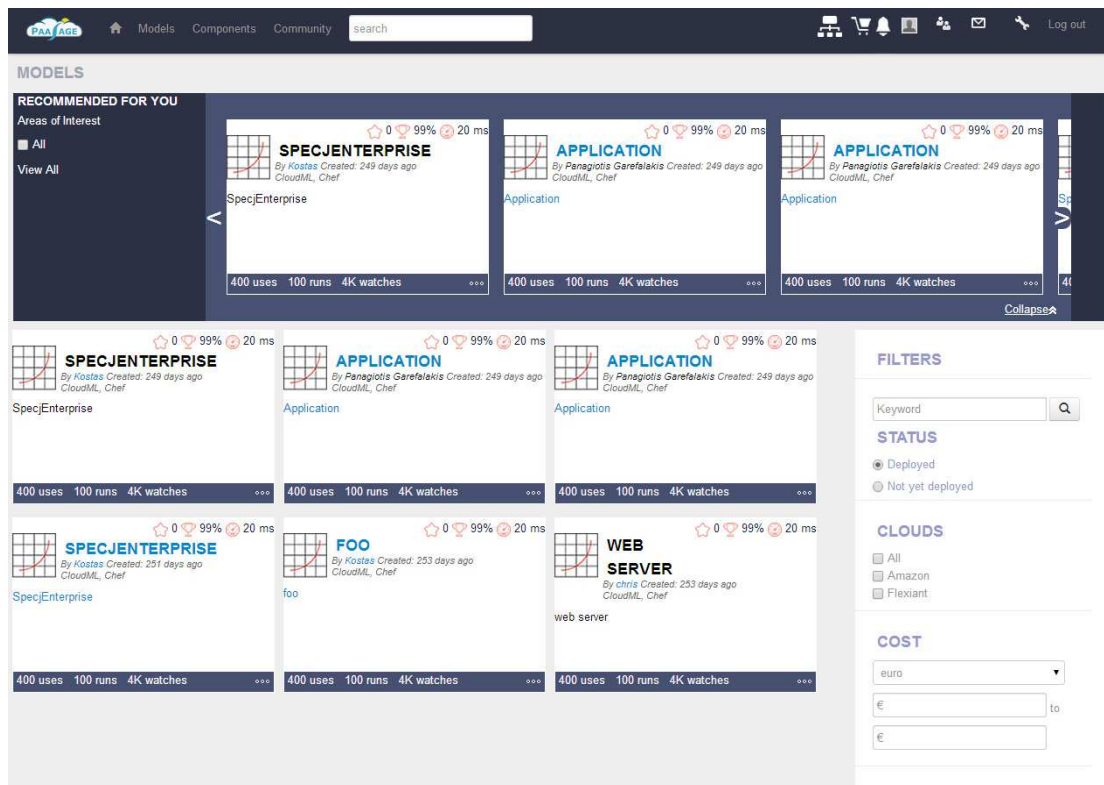 PAASAGE Models Components Community search Log out
MODELS
RECOMMENDED FOR YOU
Areas of Interest
All
View All
0 99% 20 ms
SPECJENTERPRISE
By Kostas Created: 249 days ago
CloudML, Chef
SpecjEnterprise
400 uses 100 runs 4K watches
0 99% 20 ms
APPLICATION
By Panagiotis Garefalakis Created: 249 days ago
CloudML, Chef
Application
400 uses 100 runs 4K watches
0 99% 20 ms
APPLICATION
By Panagiotis Garefalakis Created: 249 days ago
CloudML, Chef
Application
400 uses 100 runs 4K watches
Sp
40
<
>
Collapse
0 99% 20 ms
SPECJENTERPRISE
By Kostas Created: 249 days ago
CloudML, Chef
SpecjEnterprise
400 uses 100 runs 4K watches
0 99% 20 ms
APPLICATION
By Panagiotis Garefalakis Created: 249 days ago
CloudML, Chef
Application
400 uses 100 runs 4K watches
0 99% 20 ms
APPLICATION
By Panagiotis Garefalakis Created: 249 days ago
CloudML, Chef
Application
400 uses 100 runs 4K watches
0 99% 20 ms
SPECJENTERPRISE
By Kostas Created: 251 days ago
CloudML, Chef
SpecjEnterprise
400 uses 100 runs 4K watches
0 99% 20 ms
FOO
By Kostas Created: 253 days ago
CloudML, Chef
foo
400 uses 100 runs 4K watches
0 99% 20 ms
WEB
SERVER
By chris Created: 253 days ago
CloudML, Chef
web server
400 uses 100 runs 4K watches
FILTERS
Keyword
STATUS
Deployed
Not yet deployed
CLOUDS
All
Amazon
Flexiant
COST
euro
€ to
€